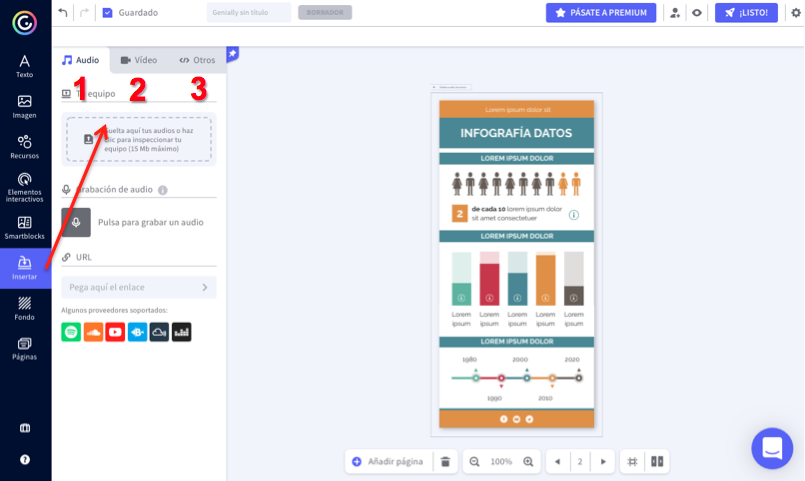 Guardado
Genially sin título
BORRADOR
PÁSATE A PREMIUM
¡LISTO!
Texto
Imagen
Recursos
Elementos
interactivos
Smartblocks
Insertar
Fondo
Páginas
Audio
Vídeo
Otros
1
2
3
Tu equipo
Suelta aquí tus audios o haz
clic para inspeccionar tu
equipo (15 Mb máximo)
Grabación de audio
Pulsa para grabar un audio
URL
Pega aquí el enlace
Algunos proveedores soportados:
Lorem ipsum dolor sit
INFOGRAFÍA DATOS
LOREM IPSUM DOLOR
2 de cada 10 lorem ipsum dolor
sit amet consectetuer
LOREM IPSUM DOLOR
Lorem Lorem Lorem Lorem Lorem
ipsum ipsum ipsum ipsum ipsum
LOREM IPSUM DOLOR
1980 2000 2020
1990 2010
Añadir página
100%
2